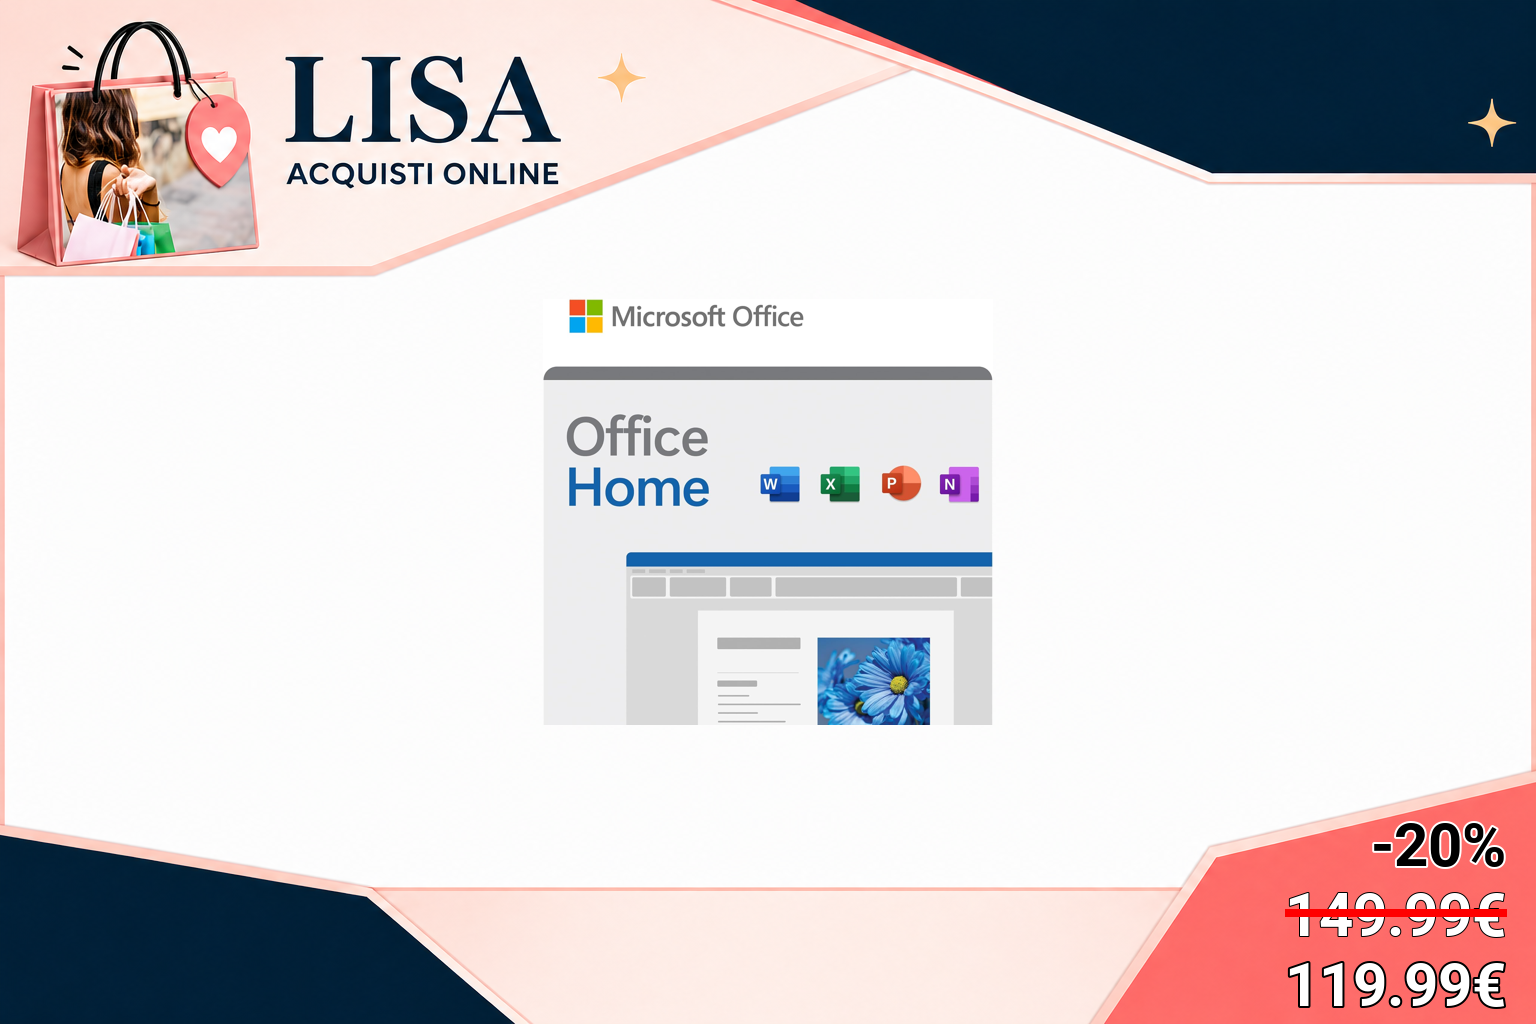 LISA
ACQUISTI ONLINE
Microsoft Office
Office
Home
W X P N
-20%
149.99€
119.99€